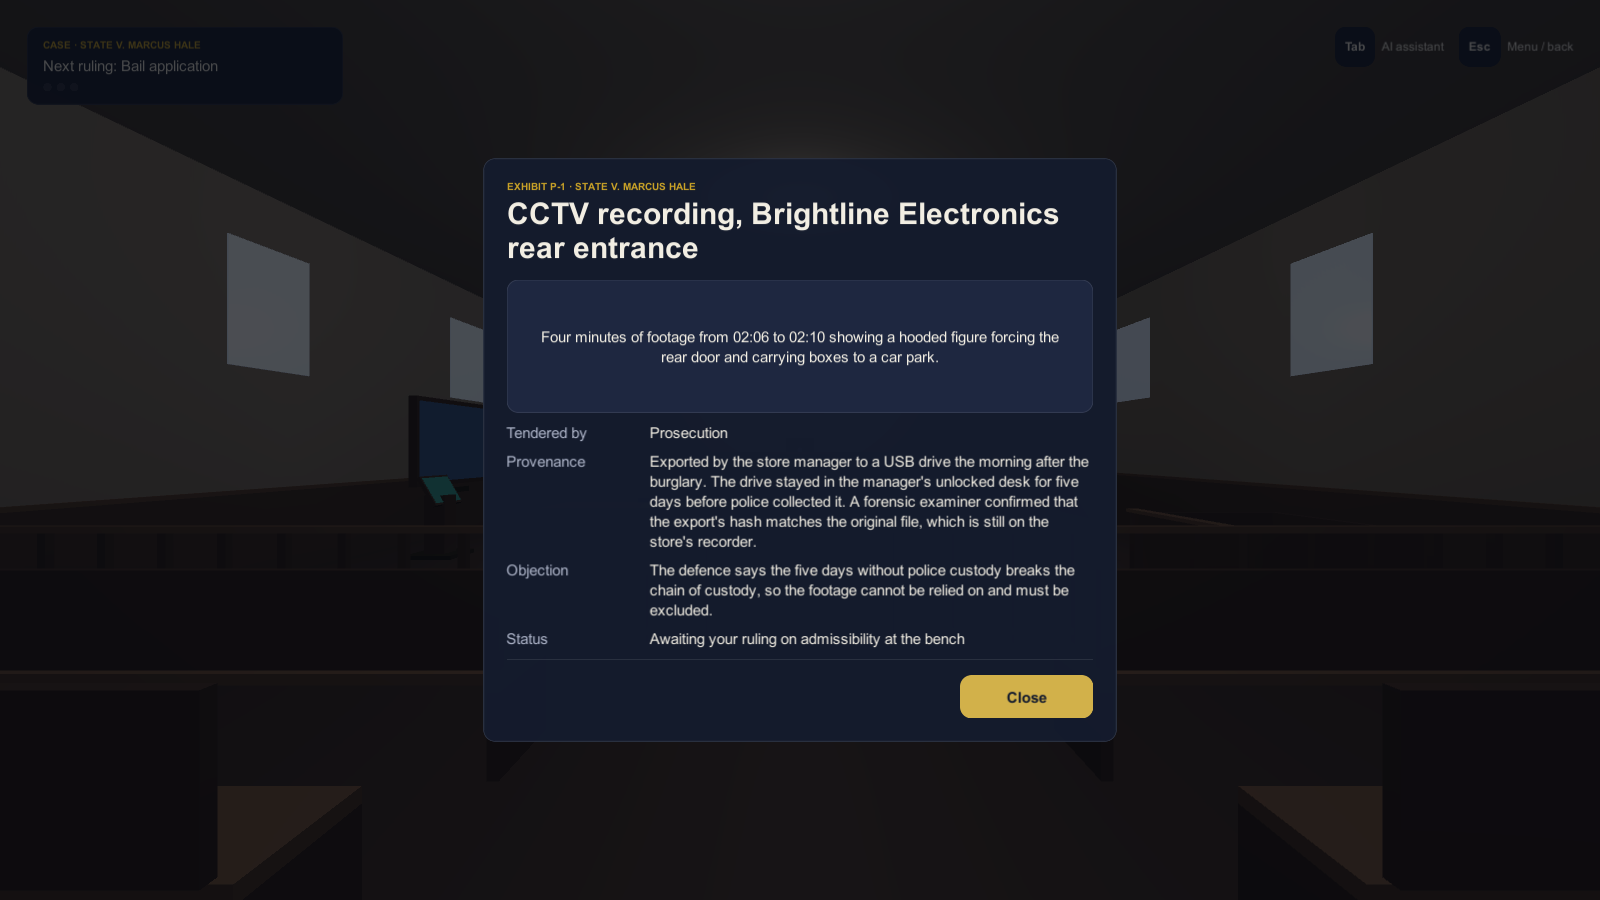 CASE · STATE V. MARCUS HALE
Next ruling: Bail application
Tab AI assistant Esc Menu / back
EXHIBIT P-1 · STATE V. MARCUS HALE
CCTV recording, Brightline Electronics
rear entrance
Four minutes of footage from 02:06 to 02:10 showing a hooded figure forcing the
rear door and carrying boxes to a car park.
Tendered by Prosecution
Provenance Exported by the store manager to a USB drive the morning after the
burglary. The drive stayed in the manager's unlocked desk for five
days before police collected it. A forensic examiner confirmed that
the export's hash matches the original file, which is still on the
store's recorder.
Objection The defence says the five days without police custody breaks the
chain of custody, so the footage cannot be relied on and must be
excluded.
Status Awaiting your ruling on admissibility at the bench
Close